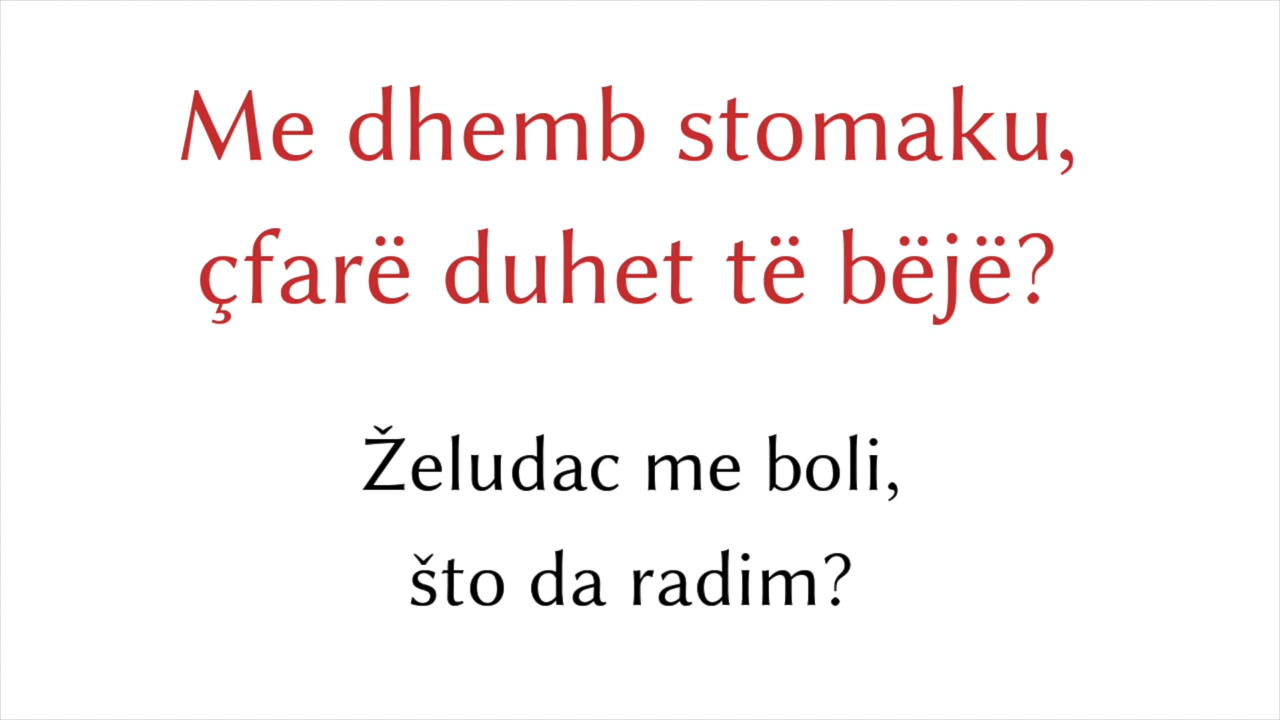 Me dhemb stomaku,
çfarë duhet të bëjë?
Želudac me boli,
što da radim?